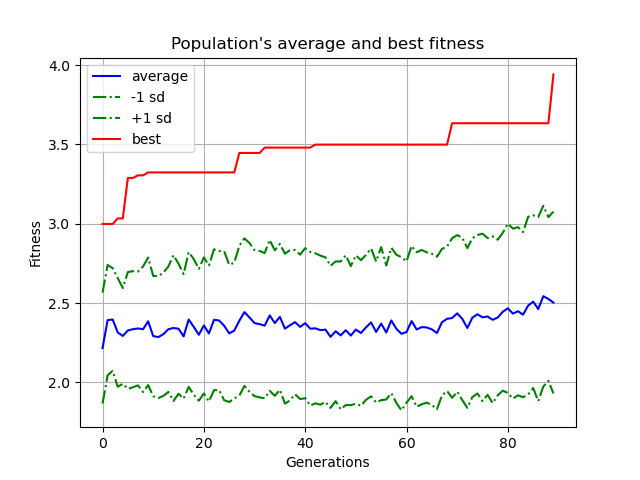 Population's average and best fitness
average
-1 sd
+1 sd
best
4.0
3.5
3.0
2.5
2.0
Fitness
0 20 40 60 80
Generations